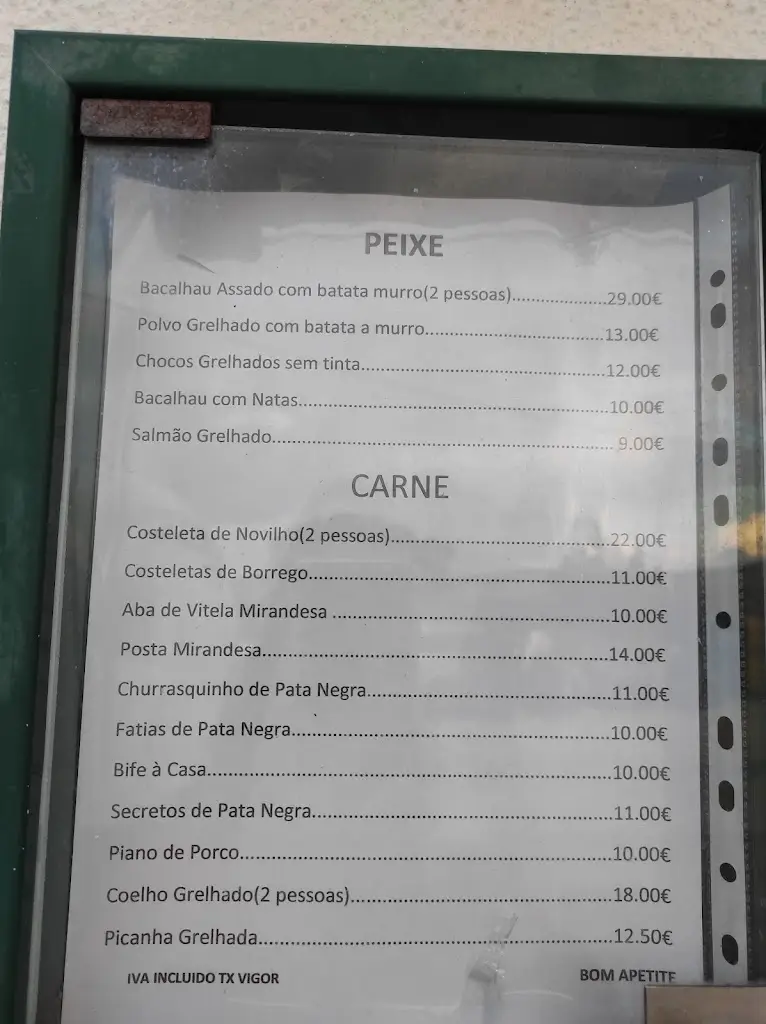 PEIXE
Bacalhau Assado com batata murro(2 pessoas)......................29.00€
Polvo Grelhado com batata a murro........................................13.00€
Chocos Grelhados sem tinta......................................................12.00€
Bacalhau com Natas....................................................................10.00€
Salmão Grelhado........................................................................... 9.00€
CARNE
Costeleta de Novilho(2 pessoas)................................................22.00€
Costeletas de Borrego.................................................................11.00€
Aba de Vitela Mirandesa ............................................................10.00€
Posta Mirandesa...........................................................................14.00€
Churrasquinho de Pata Negra.....................................................11.00€
Fatias de Pata Negra....................................................................10.00€
Bife à Casa....................................................................................10.00€
Secretos de Pata Negra................................................................11.00€
Piano de Porco..............................................................................10.00€
Coelho Grelhado(2 pessoas)........................................................18.00€
Picanha Grelhada..........................................................................12.50€
IVA INCLUIDO TX VIGOR BOM APETITE